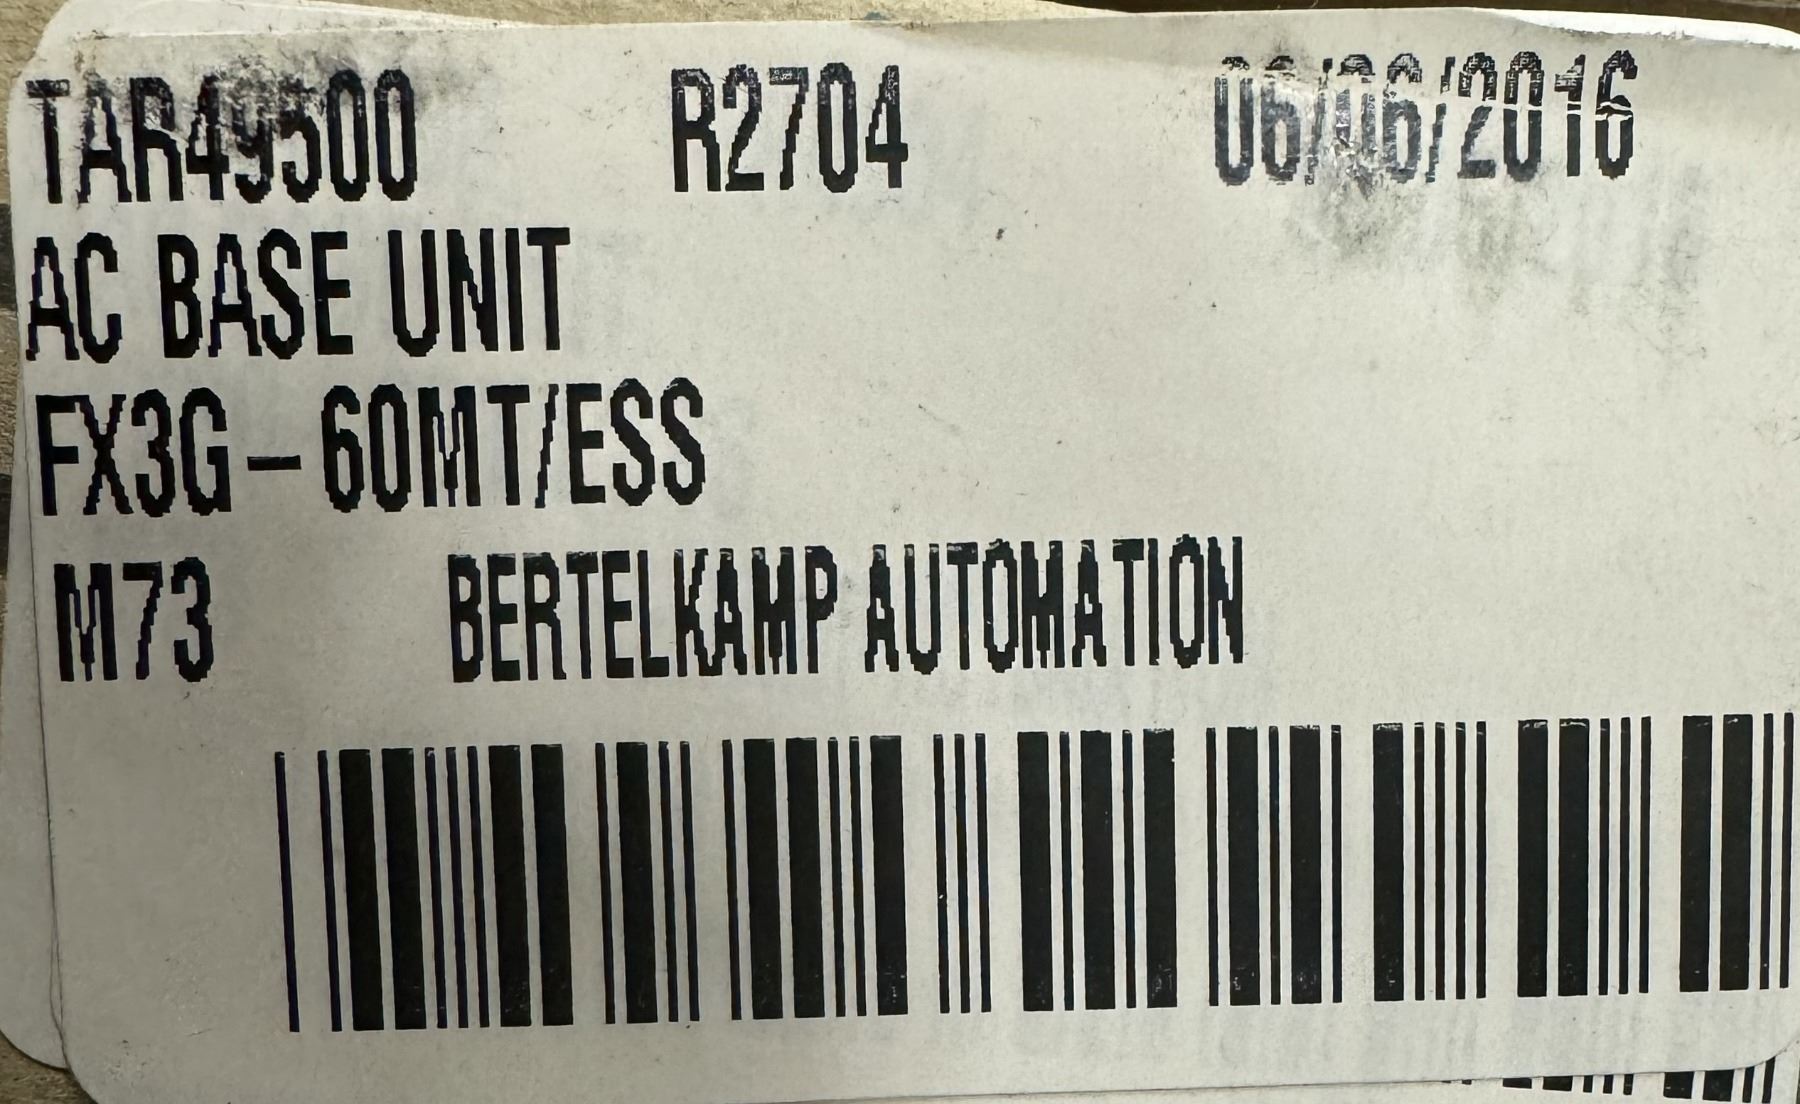 TAR49500 R2704 06/06/2016
AC BASE UNIT
FX3G-60MT/ESS
M73 BERTELKAMP AUTOMATION